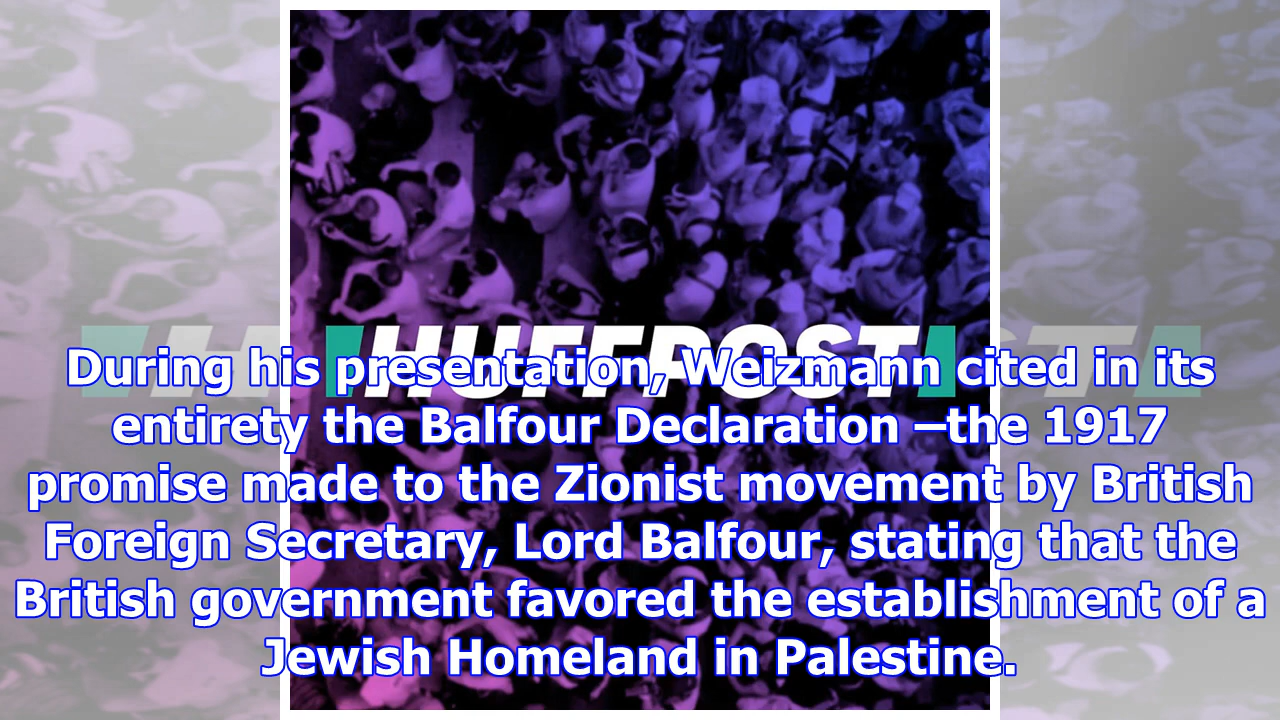 HUFFPOST
During his presentation, Weizmann cited in its
entirety the Balfour Declaration –the 1917
promise made to the Zionist movement by British
Foreign Secretary, Lord Balfour, stating that the
British government favored the establishment of a
Jewish Homeland in Palestine.